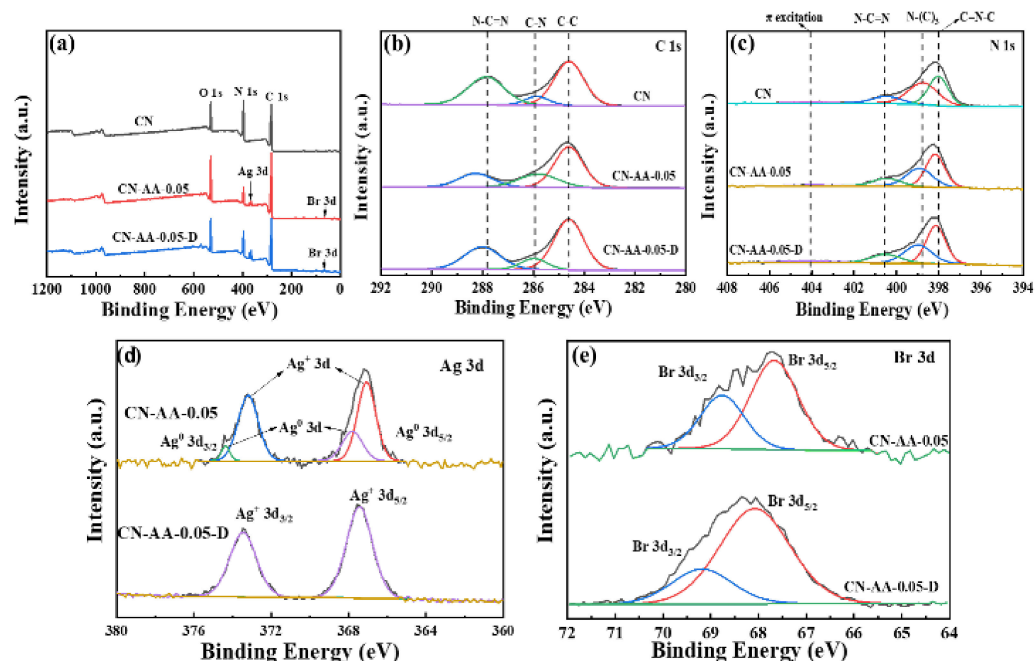 (a)
O 1s
N 1s
C 1s
CN
Ag 3d
CN-AA-0.05
Br 3d
CN-AA-0.05-D
Br 3d
Intensity (a.u.)
1200 1000 800 600 400 200 0
Binding Energy (eV)
N-C=N C-N C-C
(b)
C 1s
CN
CN-AA-0.05
CN-AA-0.05-D
Intensity (a.u.)
292 290 288 286 284 282 280
Binding Energy (eV)
π excitation N-C=N N-(C)3 C-N-C
(c)
N 1s
CN
CN-AA-0.05
CN-AA-0.05-D
Intensity (a.u.)
408 406 404 402 400 398 396 394
Binding Energy (eV)
(d)
Ag 3d
Ag⁺ 3d
CN-AA-0.05
Ag⁰ 3d3/2
Ag⁰ 3d
Ag⁰ 3d5/2
Ag⁺ 3d3/2
Ag⁺ 3d5/2
CN-AA-0.05-D
Intensity (a.u.)
380 376 372 368 364 360
Binding Energy (eV)
(e)
Br 3d
Br 3d3/2
Br 3d5/2
CN-AA-0.05
Br 3d3/2
Br 3d5/2
CN-AA-0.05-D
Intensity (a.u.)
72 71 70 69 68 67 66 65 64
Binding Energy (eV)